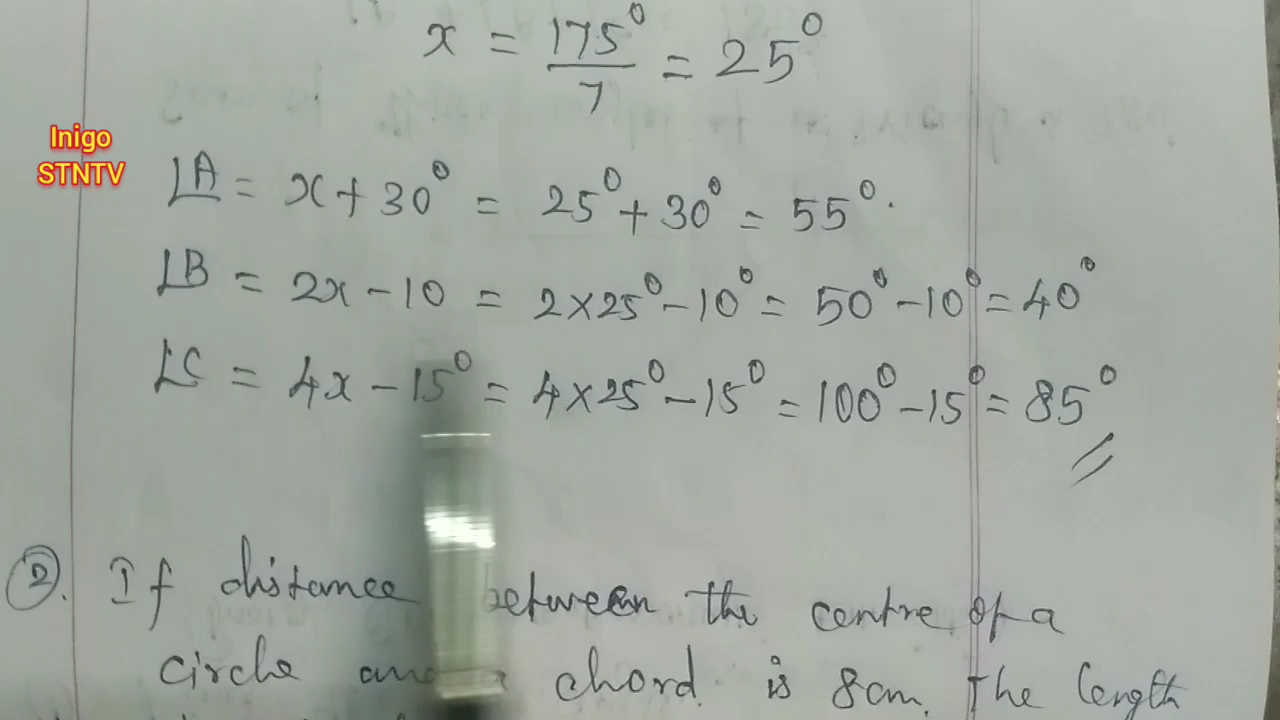 x = 175° / 7 = 25°
Inigo
STNTV
∠A = x + 30° = 25° + 30° = 55°.
∠B = 2x - 10 = 2×25° - 10° = 50° - 10° = 40°
∠C = 4x - 15° = 4×25° - 15° = 100° - 15° = 85°
②. If distance between the centre of a
circle and a chord is 8cm. The length